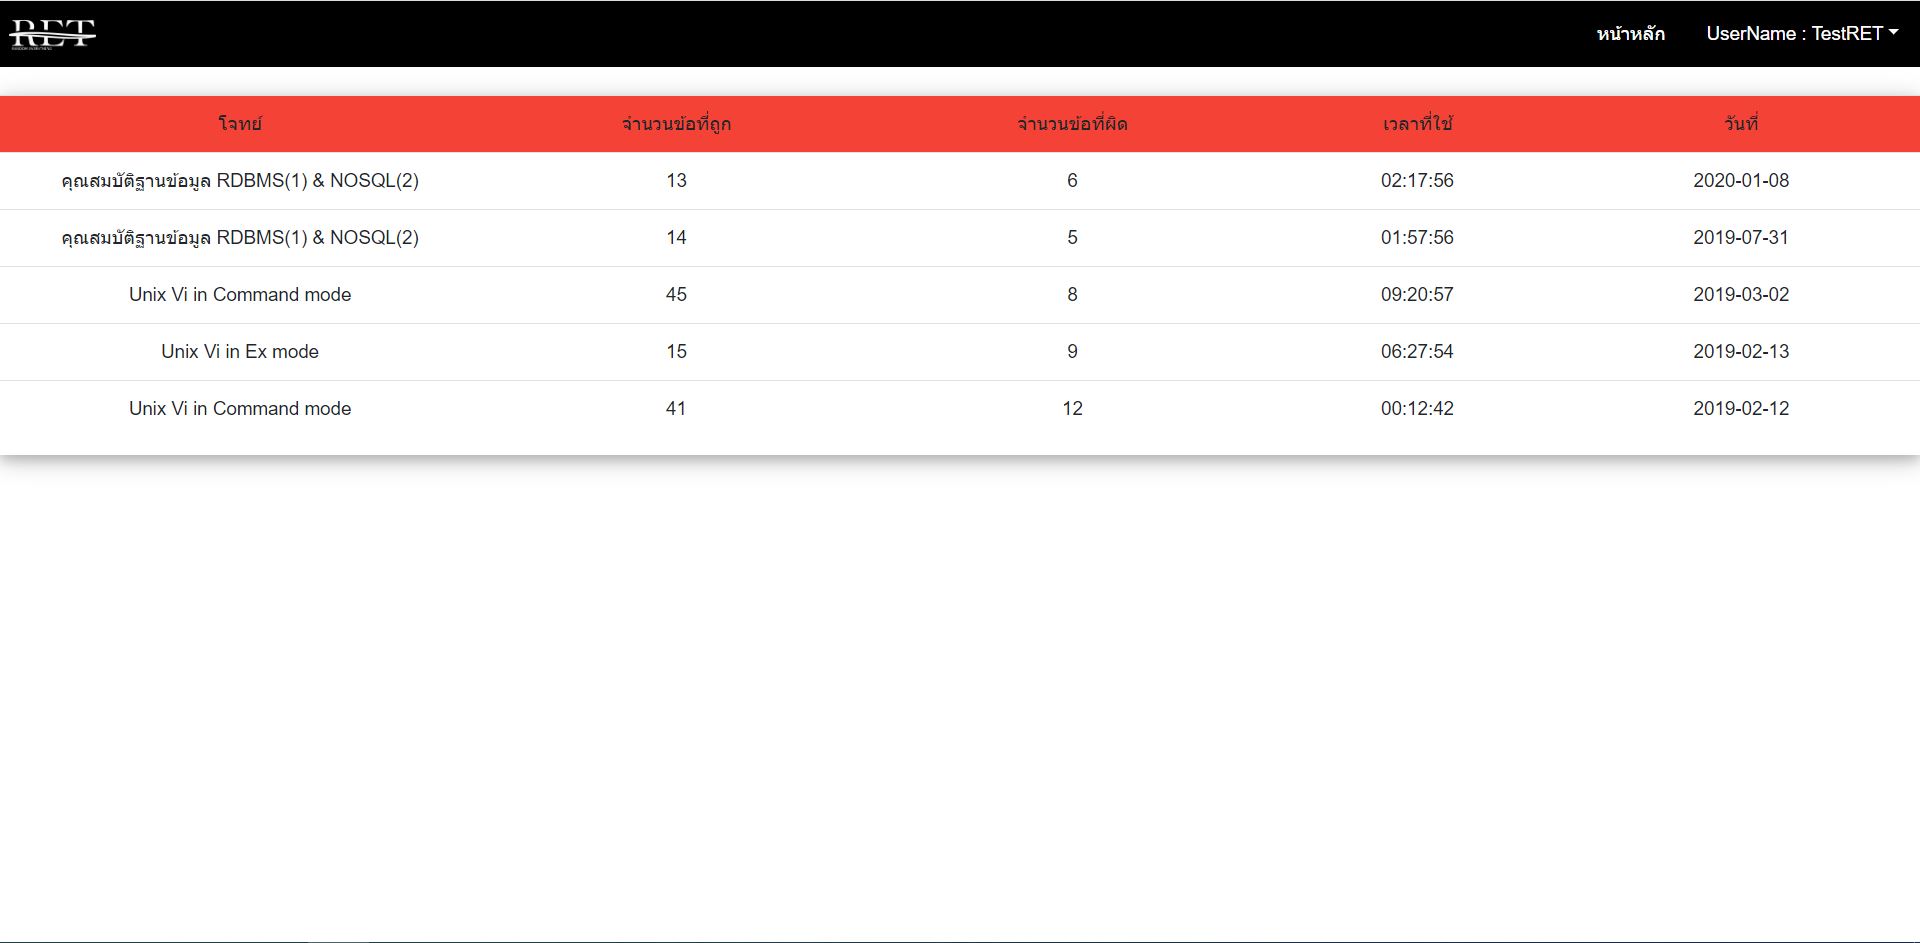 RET
RANDOM EVERYTHING
หน้าหลัก UserName : TestRET
โจทย์ จำนวนข้อที่ถูก จำนวนข้อที่ผิด เวลาที่ใช้ วันที่
คุณสมบัติฐานข้อมูล RDBMS(1) & NOSQL(2) 13 6 02:17:56 2020-01-08
คุณสมบัติฐานข้อมูล RDBMS(1) & NOSQL(2) 14 5 01:57:56 2019-07-31
Unix Vi in Command mode 45 8 09:20:57 2019-03-02
Unix Vi in Ex mode 15 9 06:27:54 2019-02-13
Unix Vi in Command mode 41 12 00:12:42 2019-02-12